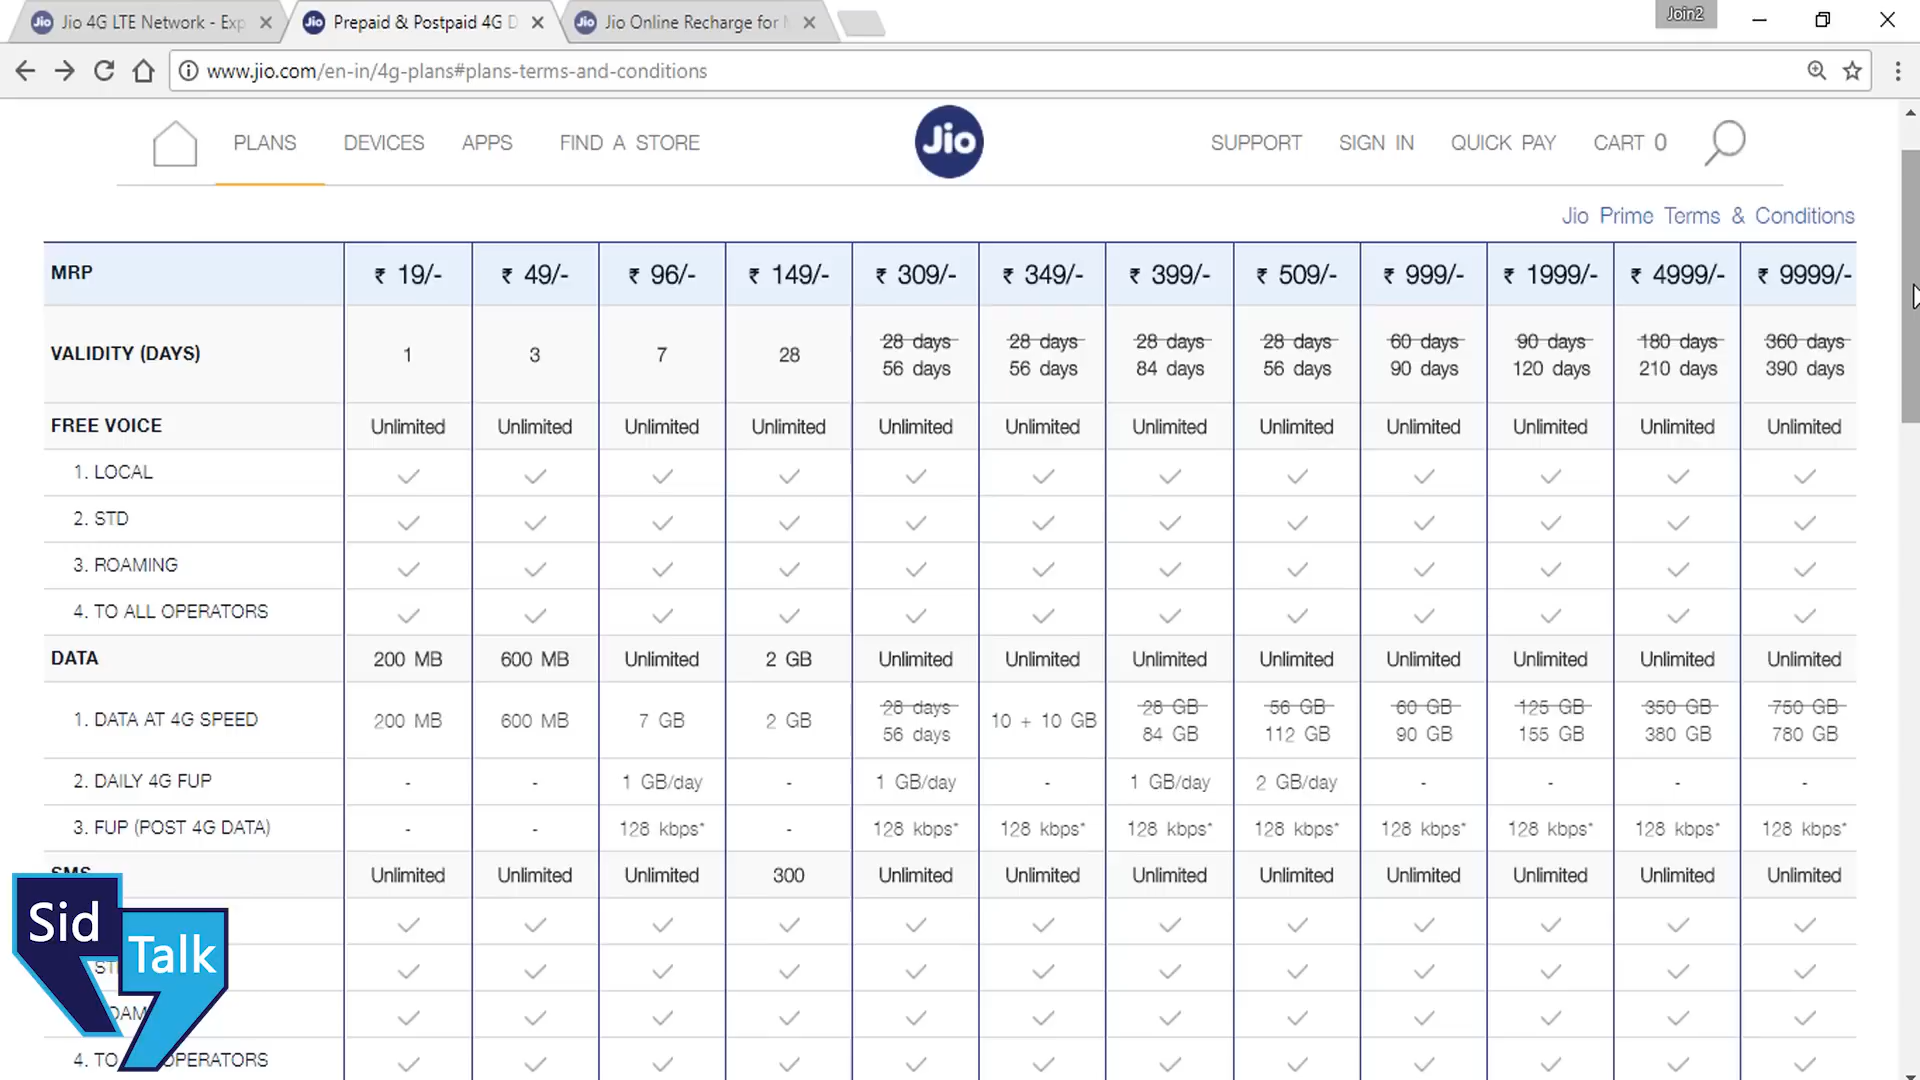 Jio 4G LTE Network - Exp
Prepaid & Postpaid 4G D
Jio Online Recharge for M
Join2
www.jio.com/en-in/4g-plans#plans-terms-and-conditions
PLANS DEVICES APPS FIND A STORE Jio SUPPORT SIGN IN QUICK PAY CART 0
Jio Prime Terms & Conditions
MRP ₹ 19/- ₹ 49/- ₹ 96/- ₹ 149/- ₹ 309/- ₹ 349/- ₹ 399/- ₹ 509/- ₹ 999/- ₹ 1999/- ₹ 4999/- ₹ 9999/-
28 days 28 days 28 days 28 days 60 days 90 days 180 days 360 days
VALIDITY (DAYS) 1 3 7 28
56 days 56 days 84 days 56 days 90 days 120 days 210 days 390 days
FREE VOICE Unlimited Unlimited Unlimited Unlimited Unlimited Unlimited Unlimited Unlimited Unlimited Unlimited Unlimited Unlimited
1. LOCAL
2. STD
3. ROAMING
4. TO ALL OPERATORS
DATA 200 MB 600 MB Unlimited 2 GB Unlimited Unlimited Unlimited Unlimited Unlimited Unlimited Unlimited Unlimited
28 days 28 GB 56 GB 60 GB 125 GB 350 GB 750 GB
1. DATA AT 4G SPEED 200 MB 600 MB 7 GB 2 GB 10 + 10 GB
56 days 84 GB 112 GB 90 GB 155 GB 380 GB 780 GB
2. DAILY 4G FUP - - 1 GB/day - 1 GB/day - 1 GB/day 2 GB/day - - - -
3. FUP (POST 4G DATA) - - 128 kbps* - 128 kbps* 128 kbps* 128 kbps* 128 kbps* 128 kbps* 128 kbps* 128 kbps* 128 kbps*
SMS Unlimited Unlimited Unlimited 300 Unlimited Unlimited Unlimited Unlimited Unlimited Unlimited Unlimited Unlimited
Sid
Talk
4. TO OPERATORS